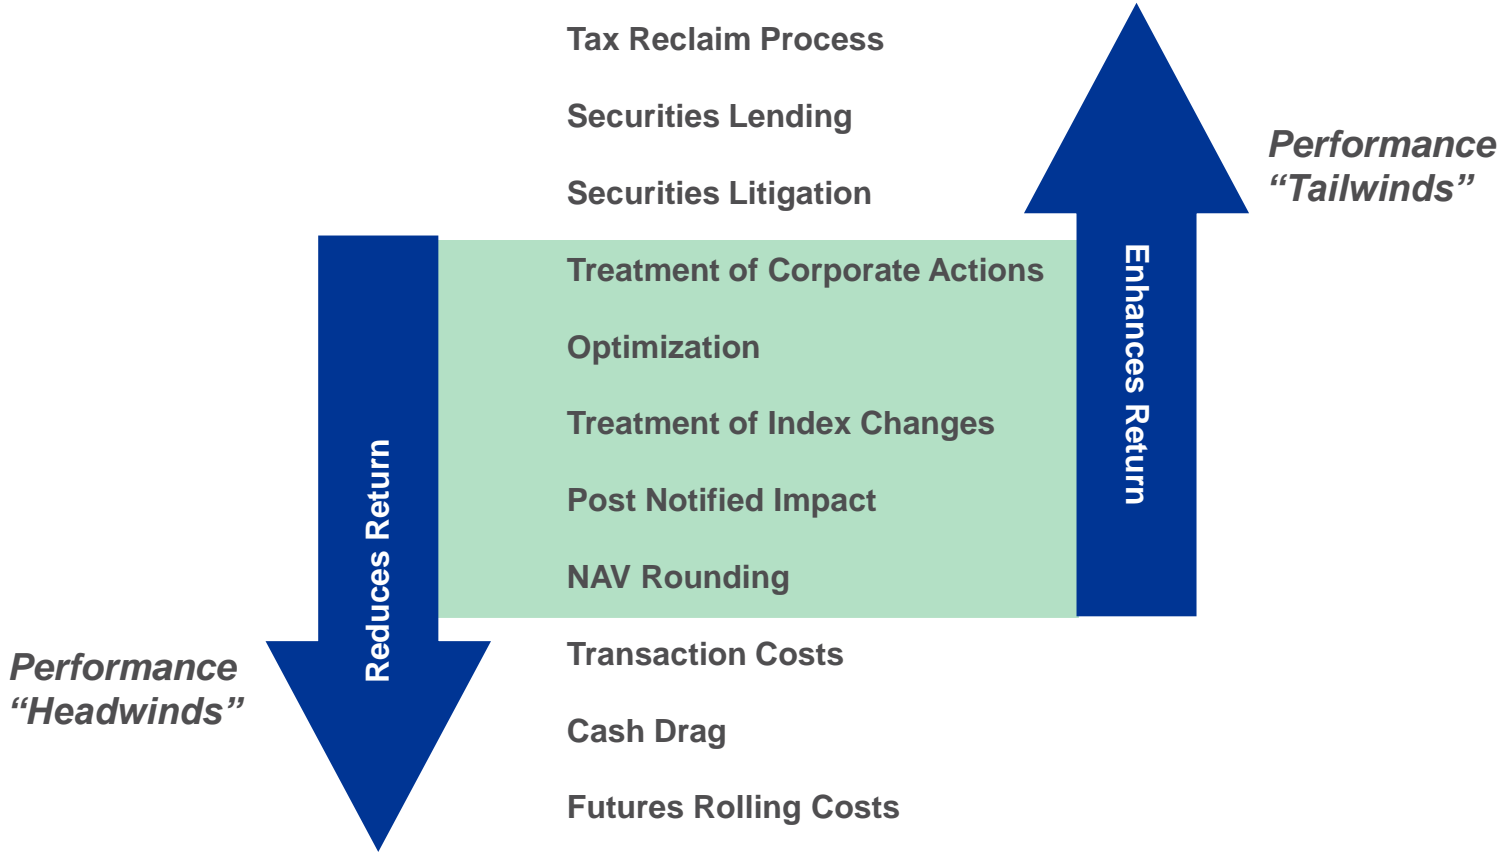 Tax Reclaim Process
Securities Lending
Securities Litigation
Performance
“Tailwinds”
Treatment of Corporate Actions
Optimization
Treatment of Index Changes
Post Notified Impact
NAV Rounding
Enhances Return
Reduces Return
Performance
“Headwinds”
Transaction Costs
Cash Drag
Futures Rolling Costs